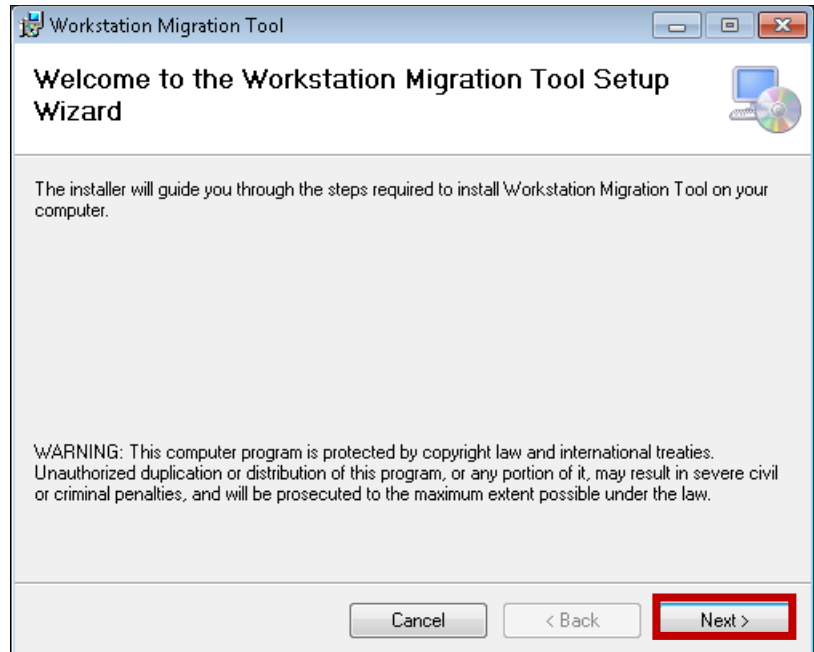 Workstation Migration Tool
Welcome to the Workstation Migration Tool Setup
Wizard
The installer will guide you through the steps required to install Workstation Migration Tool on your
computer.
WARNING: This computer program is protected by copyright law and international treaties.
Unauthorized duplication or distribution of this program, or any portion of it, may result in severe civil
or criminal penalties, and will be prosecuted to the maximum extent possible under the law.
Cancel < Back Next >